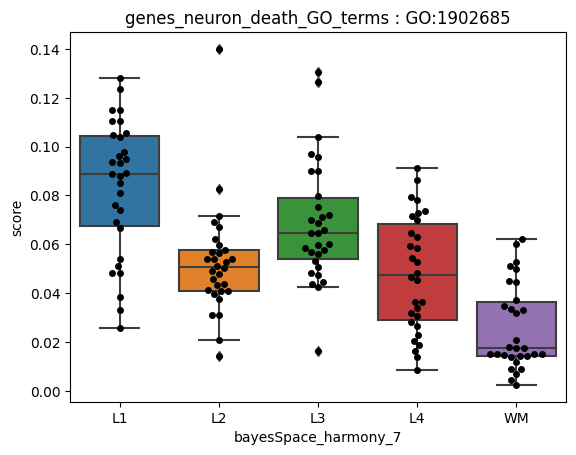 genes_neuron_death_GO_terms : GO:1902685
0.14
0.12
0.10
0.08
0.06
0.04
0.02
0.00
score
L1 L2 L3 L4 WM
bayesSpace_harmony_7